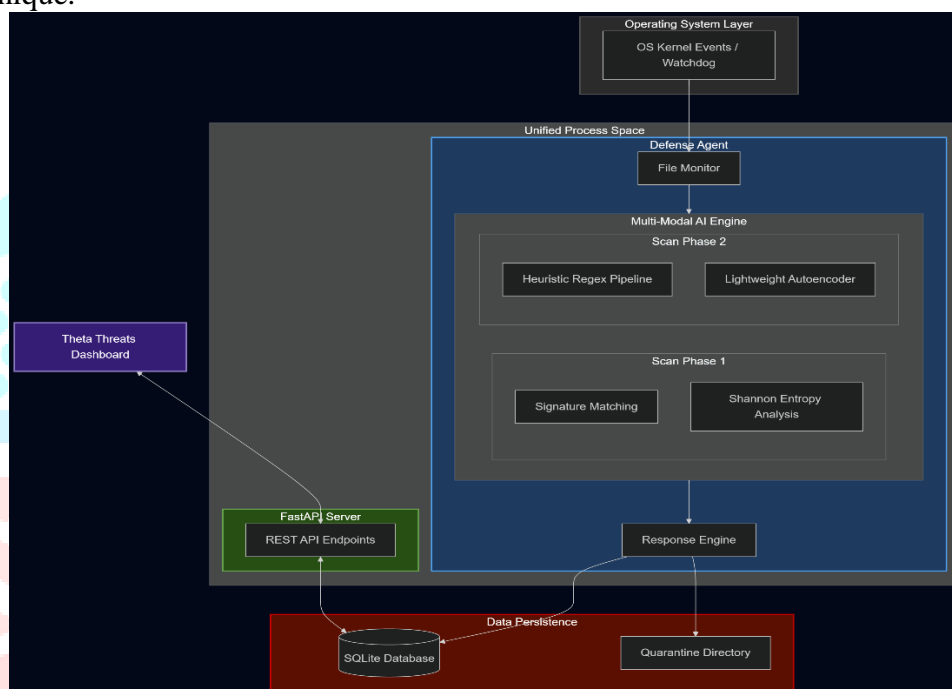 Operating System Layer
OS Kernel Events /
Watchdog
Unified Process Space
Defense Agent
File Monitor
Multi-Modal AI Engine
Scan Phase 2
Heuristic Regex Pipeline
Lightweight Autoencoder
Theta Threats
Dashboard
Scan Phase 1
Signature Matching
Shannon Entropy
Analysis
FastAPI Server
REST API Endpoints
Response Engine
Data Persistence
SQLite Database
Quarantine Directory